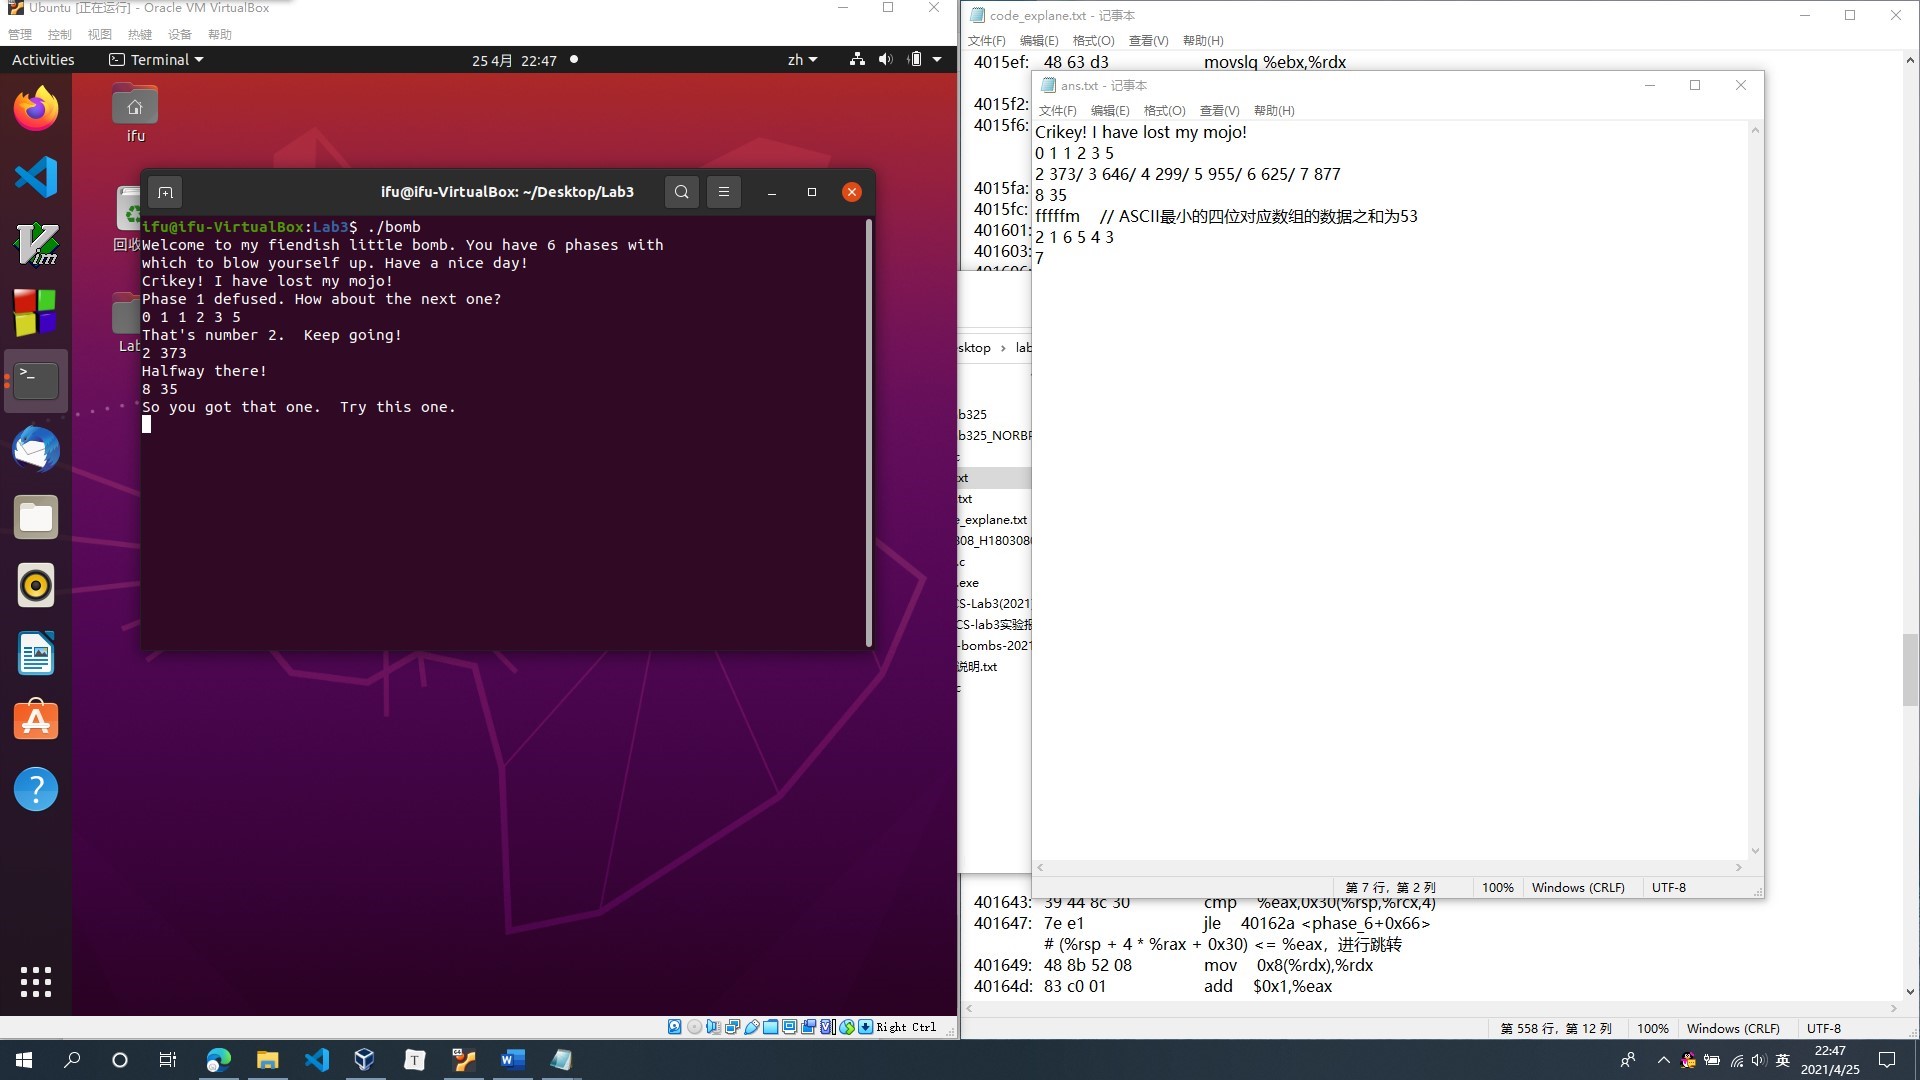 Ubuntu [正在运行] - Oracle VM VirtualBox
管理 控制 视图 热键 设备 帮助
Activities Terminal 25 4月 22:47 zh
ifu
回收
Lab
ifu@ifu-VirtualBox: ~/Desktop/Lab3
ifu@ifu-VirtualBox:Lab3$ ./bomb
Welcome to my fiendish little bomb. You have 6 phases with
which to blow yourself up. Have a nice day!
Crikey! I have lost my mojo!
Phase 1 defused. How about the next one?
0 1 1 2 3 5
That's number 2.  Keep going!
2 373
Halfway there!
8 35
So you got that one.  Try this one.
Right Ctrl
code_explane.txt - 记事本
文件(F) 编辑(E) 格式(O) 查看(V) 帮助(H)
4015ef: 48 63 d3 movslq %ebx,%rdx
4015f2:
4015f6:
4015fa:
4015fc:
401601:
401603:
ans.txt - 记事本
文件(F) 编辑(E) 格式(O) 查看(V) 帮助(H)
Crikey! I have lost my mojo!
0 1 1 2 3 5
2 373/ 3 646/ 4 299/ 5 955/ 6 625/ 7 877
8 35
fffffm // ASCII最小的四位对应数组的数据之和为53
2 1 6 5 4 3
7
第 7 行，第 2 列 100% Windows (CRLF) UTF-8
sktop › lab
b325
b325_NORBF
c
txt
txt
e_explane.txt
308_H180308
.c
.exe
CS-Lab3(2021
CS-lab3实验报
-bombs-2021
说明.txt
c
401643: 39 44 8c 30 cmp %eax,0x30(%rsp,%rcx,4)
401647: 7e e1 jle 40162a <phase_6+0x66>
# (%rsp + 4 * %rax + 0x30) <= %eax，进行跳转
401649: 48 8b 52 08 mov 0x8(%rdx),%rdx
40164d: 83 c0 01 add $0x1,%eax
第 558 行，第 12 列 100% Windows (CRLF) UTF-8
英
22:47
2021/4/25